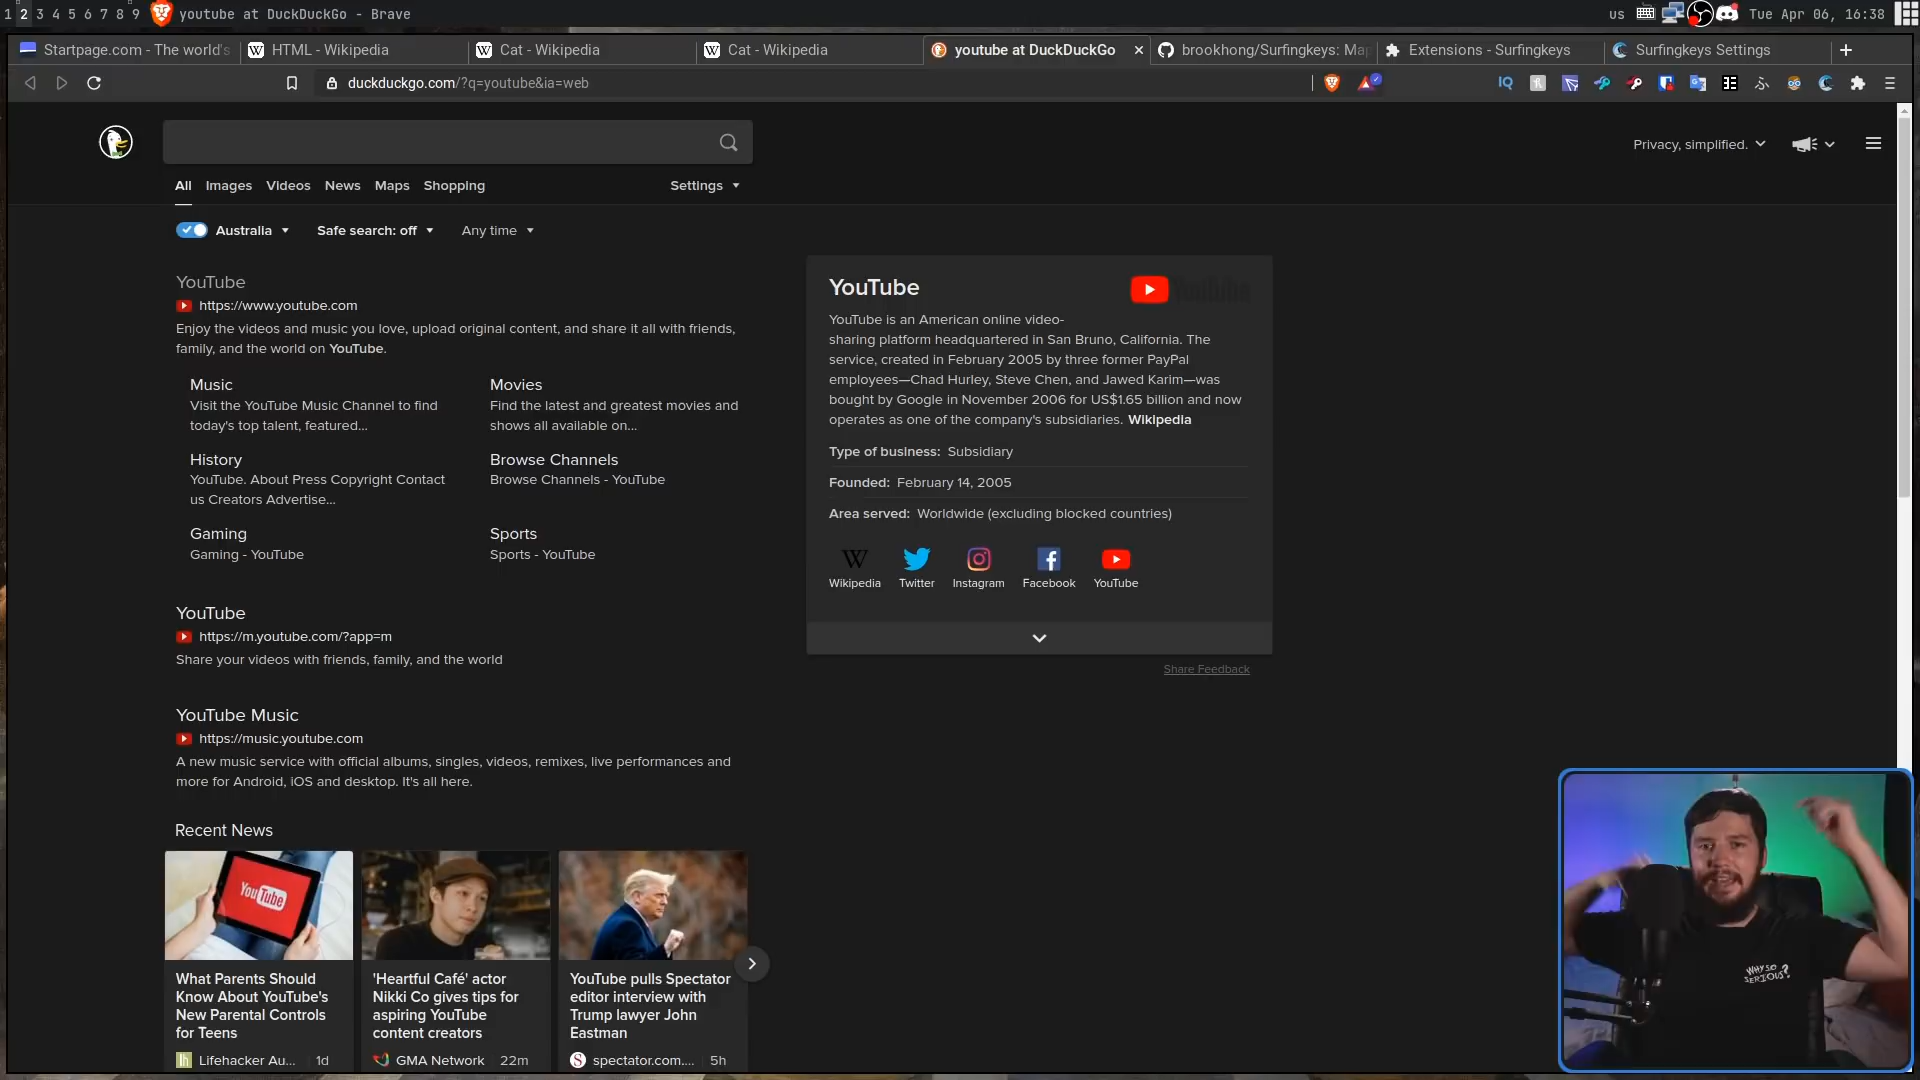 1 2 3 4 5 6 7 8 9 youtube at DuckDuckGo - Brave
us Tue Apr 06, 16:38
Startpage.com - The world's
HTML - Wikipedia
Cat - Wikipedia
Cat - Wikipedia
youtube at DuckDuckGo
brookhong/Surfingkeys: Map
Extensions - Surfingkeys
Surfingkeys Settings
duckduckgo.com/?q=youtube&ia=web
IQ
Privacy, simplified.
All Images Videos News Maps Shopping Settings
Australia Safe search: off Any time
YouTube
https://www.youtube.com
Enjoy the videos and music you love, upload original content, and share it all with friends,
family, and the world on YouTube.
Music
Visit the YouTube Music Channel to find
today's top talent, featured...
Movies
Find the latest and greatest movies and
shows all available on...
History
YouTube. About Press Copyright Contact
us Creators Advertise...
Browse Channels
Browse Channels - YouTube
Gaming
Gaming - YouTube
Sports
Sports - YouTube
YouTube
https://m.youtube.com/?app=m
Share your videos with friends, family, and the world
YouTube Music
https://music.youtube.com
A new music service with official albums, singles, videos, remixes, live performances and
more for Android, iOS and desktop. It's all here.
Recent News
YouTube
What Parents Should
Know About YouTube's
New Parental Controls
for Teens
Lifehacker Au... 1d
'Heartful Café' actor
Nikki Co gives tips for
aspiring YouTube
content creators
GMA Network 22m
YouTube pulls Spectator
editor interview with
Trump lawyer John
Eastman
spectator.com.... 5h
YouTube
YouTube
YouTube is an American online video-
sharing platform headquartered in San Bruno, California. The
service, created in February 2005 by three former PayPal
employees—Chad Hurley, Steve Chen, and Jawed Karim—was
bought by Google in November 2006 for US$1.65 billion and now
operates as one of the company's subsidiaries. Wikipedia
Type of business: Subsidiary
Founded: February 14, 2005
Area served: Worldwide (excluding blocked countries)
Wikipedia Twitter Instagram Facebook YouTube
Share Feedback
WHY SO
SERIOUS?